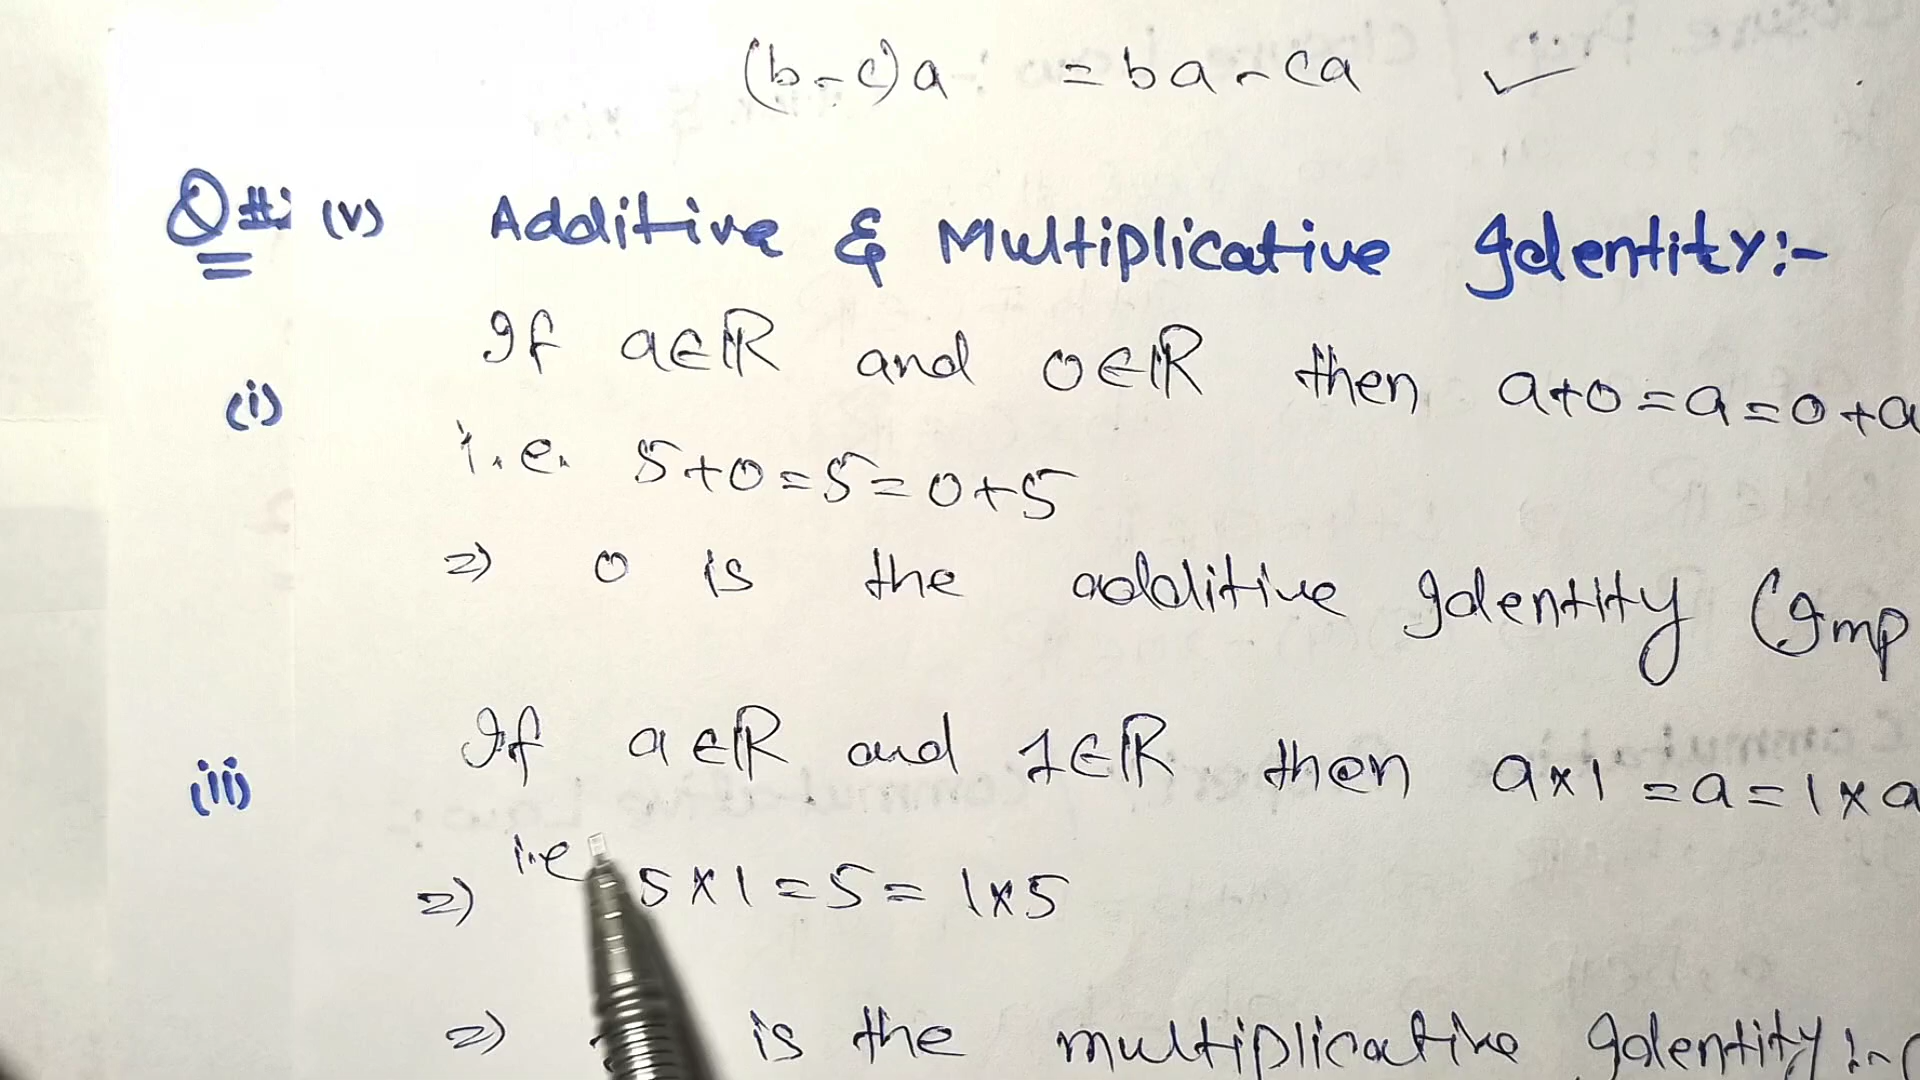 (b-c)a = ba-ca ✓
Q#: (v) Additive & Multiplicative Identity:-
If a∈ℝ and 0∈ℝ then a+0=a=0+a
(i)
i.e. 5+0=5=0+5
⇒ 0 is the additive Identity (Imp
If a∈ℝ and 1∈ℝ then a×1=a=1×a
(ii)
i.e
⇒ 5×1=5=1×5
⇒ is the multiplicative Identity:-